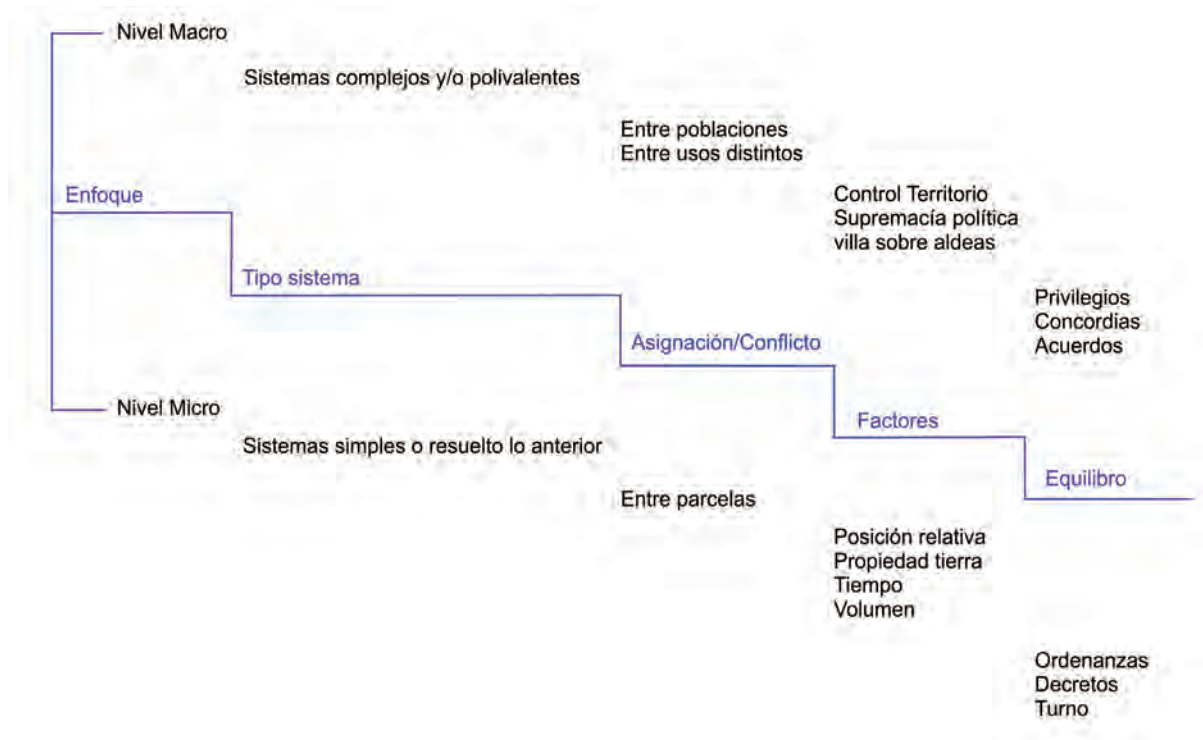 Nivel Macro
Sistemas complejos y/o polivalentes
Entre poblaciones
Entre usos distintos
Control Territorio
Supremacía política
villa sobre aldeas
Enfoque
Tipo sistema
Privilegios
Concordias
Acuerdos
Asignación/Conflicto
Nivel Micro
Factores
Sistemas simples o resuelto lo anterior
Equilibro
Entre parcelas
Posición relativa
Propiedad tierra
Tiempo
Volumen
Ordenanzas
Decretos
Turno